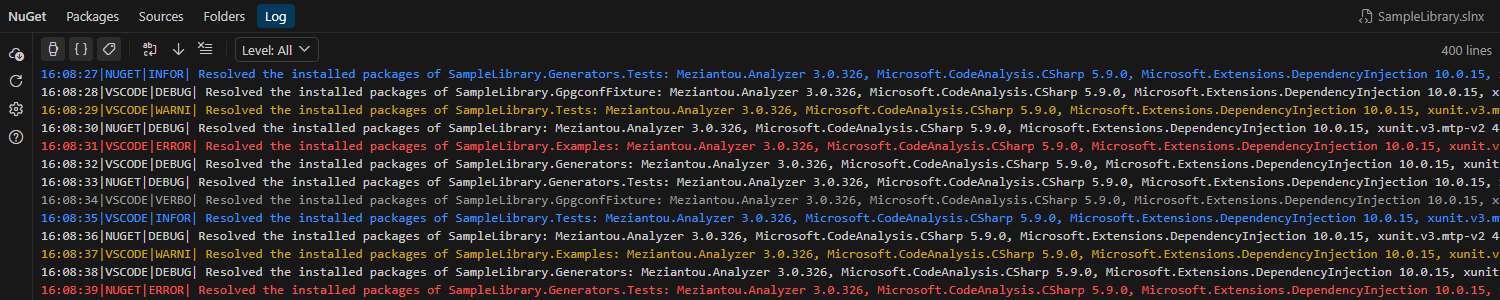 NuGet Packages Sources Folders Log SampleLibrary.slnx
{ } ab c Level: All 400 lines
16:08:27|NUGET|INFOR| Resolved the installed packages of SampleLibrary.Generators.Tests: Meziantou.Analyzer 3.0.326, Microsoft.CodeAnalysis.CSharp 5.9.0, Microsoft.Extensions.DependencyInjection 10.0.15,
16:08:28|VSCODE|DEBUG| Resolved the installed packages of SampleLibrary.GpgconfFixture: Meziantou.Analyzer 3.0.326, Microsoft.CodeAnalysis.CSharp 5.9.0, Microsoft.Extensions.DependencyInjection 10.0.15, x
16:08:29|VSCODE|WARNI| Resolved the installed packages of SampleLibrary.Tests: Meziantou.Analyzer 3.0.326, Microsoft.CodeAnalysis.CSharp 5.9.0, Microsoft.Extensions.DependencyInjection 10.0.15, xunit.v3.m
16:08:30|NUGET|DEBUG| Resolved the installed packages of SampleLibrary: Meziantou.Analyzer 3.0.326, Microsoft.CodeAnalysis.CSharp 5.9.0, Microsoft.Extensions.DependencyInjection 10.0.15, xunit.v3.mtp-v2 4
16:08:31|VSCODE|ERROR| Resolved the installed packages of SampleLibrary.Examples: Meziantou.Analyzer 3.0.326, Microsoft.CodeAnalysis.CSharp 5.9.0, Microsoft.Extensions.DependencyInjection 10.0.15, xunit.v
16:08:32|VSCODE|DEBUG| Resolved the installed packages of SampleLibrary.Generators: Meziantou.Analyzer 3.0.326, Microsoft.CodeAnalysis.CSharp 5.9.0, Microsoft.Extensions.DependencyInjection 10.0.15, xunit
16:08:33|NUGET|DEBUG| Resolved the installed packages of SampleLibrary.Generators.Tests: Meziantou.Analyzer 3.0.326, Microsoft.CodeAnalysis.CSharp 5.9.0, Microsoft.Extensions.DependencyInjection 10.0.15,
16:08:34|VSCODE|VERBO| Resolved the installed packages of SampleLibrary.GpgconfFixture: Meziantou.Analyzer 3.0.326, Microsoft.CodeAnalysis.CSharp 5.9.0, Microsoft.Extensions.DependencyInjection 10.0.15, x
16:08:35|VSCODE|INFOR| Resolved the installed packages of SampleLibrary.Tests: Meziantou.Analyzer 3.0.326, Microsoft.CodeAnalysis.CSharp 5.9.0, Microsoft.Extensions.DependencyInjection 10.0.15, xunit.v3.m
16:08:36|NUGET|DEBUG| Resolved the installed packages of SampleLibrary: Meziantou.Analyzer 3.0.326, Microsoft.CodeAnalysis.CSharp 5.9.0, Microsoft.Extensions.DependencyInjection 10.0.15, xunit.v3.mtp-v2 4
16:08:37|VSCODE|WARNI| Resolved the installed packages of SampleLibrary.Examples: Meziantou.Analyzer 3.0.326, Microsoft.CodeAnalysis.CSharp 5.9.0, Microsoft.Extensions.DependencyInjection 10.0.15, xunit.v
16:08:38|VSCODE|DEBUG| Resolved the installed packages of SampleLibrary.Generators: Meziantou.Analyzer 3.0.326, Microsoft.CodeAnalysis.CSharp 5.9.0, Microsoft.Extensions.DependencyInjection 10.0.15, xunit
16:08:39|NUGET|ERROR| Resolved the installed packages of SampleLibrary.Generators.Tests: Meziantou.Analyzer 3.0.326, Microsoft.CodeAnalysis.CSharp 5.9.0, Microsoft.Extensions.DependencyInjection 10.0.15,